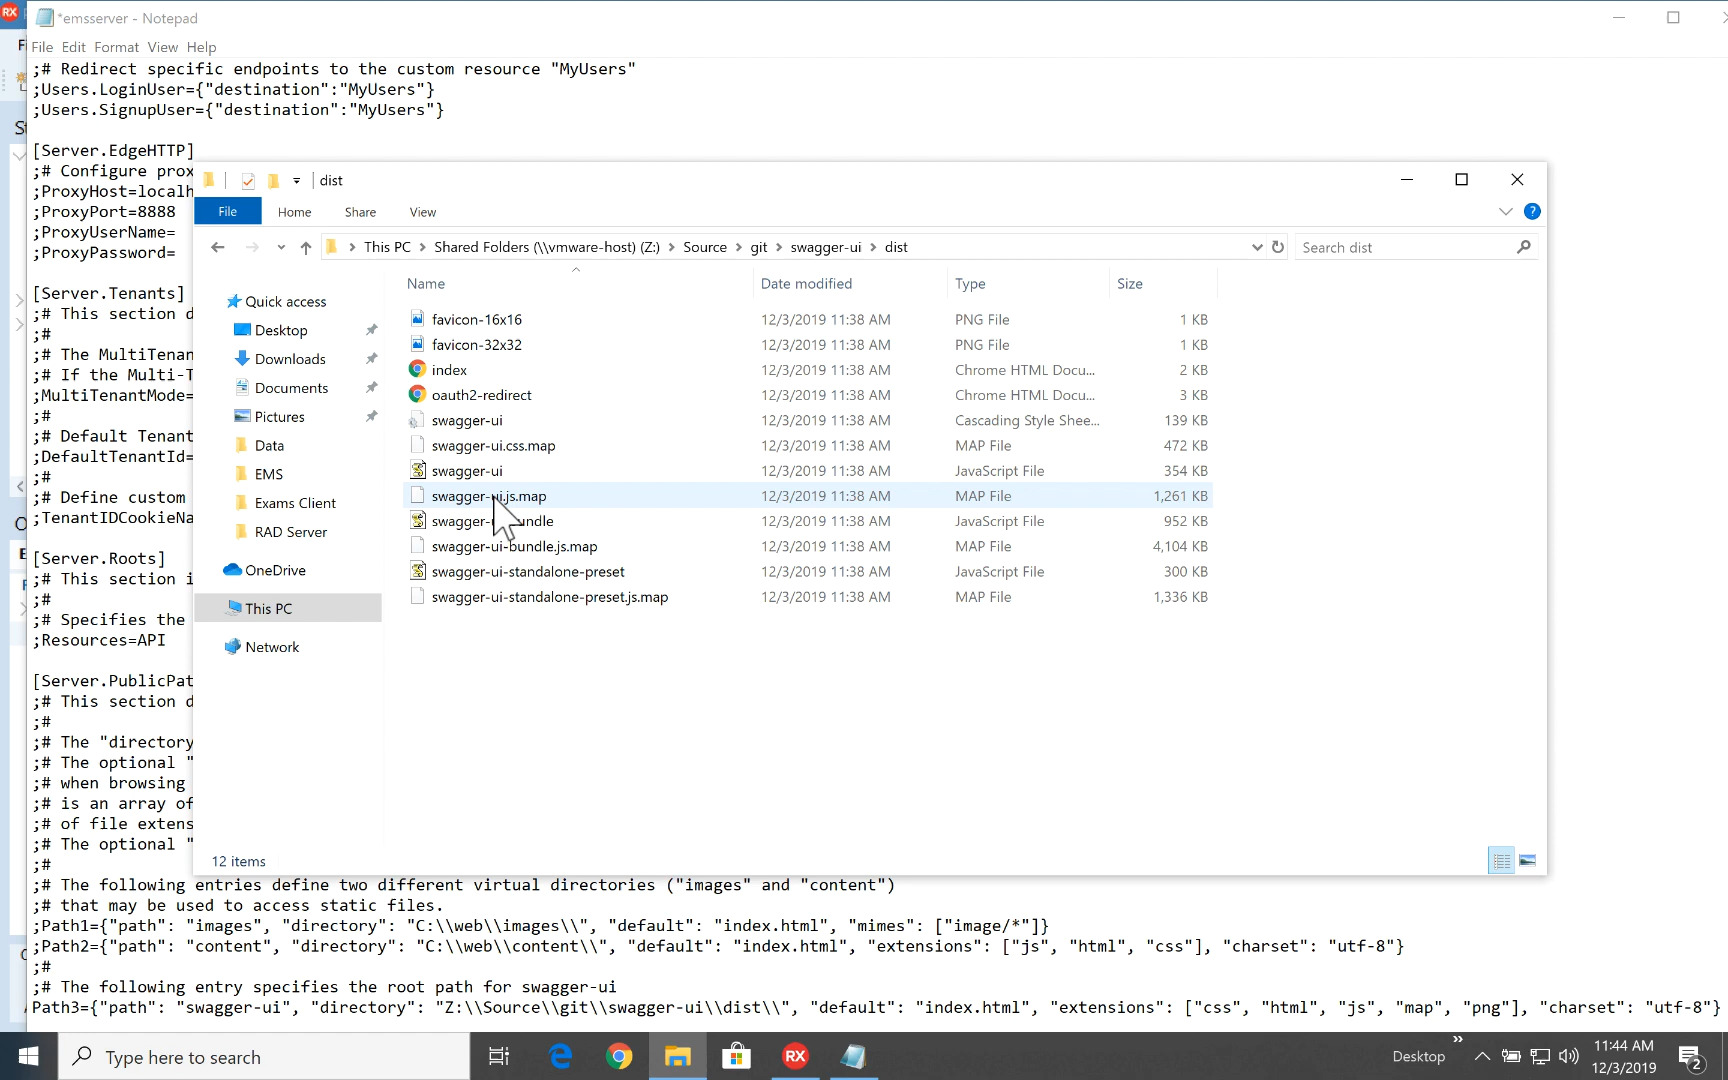 RX
*emsserver - Notepad
File Edit Format View Help
;# Redirect specific endpoints to the custom resource "MyUsers"
;Users.LoginUser={"destination":"MyUsers"}
;Users.SignupUser={"destination":"MyUsers"}
[Server.EdgeHTTP]
;# Configure prox
;ProxyHost=localh
;ProxyPort=8888
;ProxyUserName=
;ProxyPassword=
[Server.Tenants]
;# This section d
;#
;# The MultiTenan
;# If the Multi-T
;MultiTenantMode=
;#
;# Default Tenant
;DefaultTenantId=
;#
;# Define custom
;TenantIDCookieNa
[Server.Roots]
;# This section i
;#
;# Specifies the
;Resources=API
[Server.PublicPat
;# This section d
;#
;# The "directory
;# The optional "
;# when browsing
;# is an array of
;# of file extens
;# The optional "
;#
;# The following entries define two different virtual directories ("images" and "content")
;# that may be used to access static files.
;Path1={"path": "images", "directory": "C:\\web\\images\\", "default": "index.html", "mimes": ["image/*"]}
;Path2={"path": "content", "directory": "C:\\web\\content\\", "default": "index.html", "extensions": ["js", "html", "css"], "charset": "utf-8"}
;#
;# The following entry specifies the root path for swagger-ui
Path3={"path": "swagger-ui", "directory": "Z:\\Source\\git\\swagger-ui\\dist\\", "default": "index.html", "extensions": ["css", "html", "js", "map", "png"], "charset": "utf-8"}
dist
File Home Share View
This PC > Shared Folders (\\vmware-host) (Z:) > Source > git > swagger-ui > dist
Search dist
Quick access
Desktop
Downloads
Documents
Pictures
Data
EMS
Exams Client
RAD Server
OneDrive
This PC
Network
Name Date modified Type Size
favicon-16x16 12/3/2019 11:38 AM PNG File 1 KB
favicon-32x32 12/3/2019 11:38 AM PNG File 1 KB
index 12/3/2019 11:38 AM Chrome HTML Docu... 2 KB
oauth2-redirect 12/3/2019 11:38 AM Chrome HTML Docu... 3 KB
swagger-ui 12/3/2019 11:38 AM Cascading Style Shee... 139 KB
swagger-ui.css.map 12/3/2019 11:38 AM MAP File 472 KB
swagger-ui 12/3/2019 11:38 AM JavaScript File 354 KB
swagger-ui.js.map 12/3/2019 11:38 AM MAP File 1,261 KB
swagger-ui-bundle 12/3/2019 11:38 AM JavaScript File 952 KB
swagger-ui-bundle.js.map 12/3/2019 11:38 AM MAP File 4,104 KB
swagger-ui-standalone-preset 12/3/2019 11:38 AM JavaScript File 300 KB
swagger-ui-standalone-preset.js.map 12/3/2019 11:38 AM MAP File 1,336 KB
12 items
Type here to search
RX
Desktop
11:44 AM
12/3/2019
2